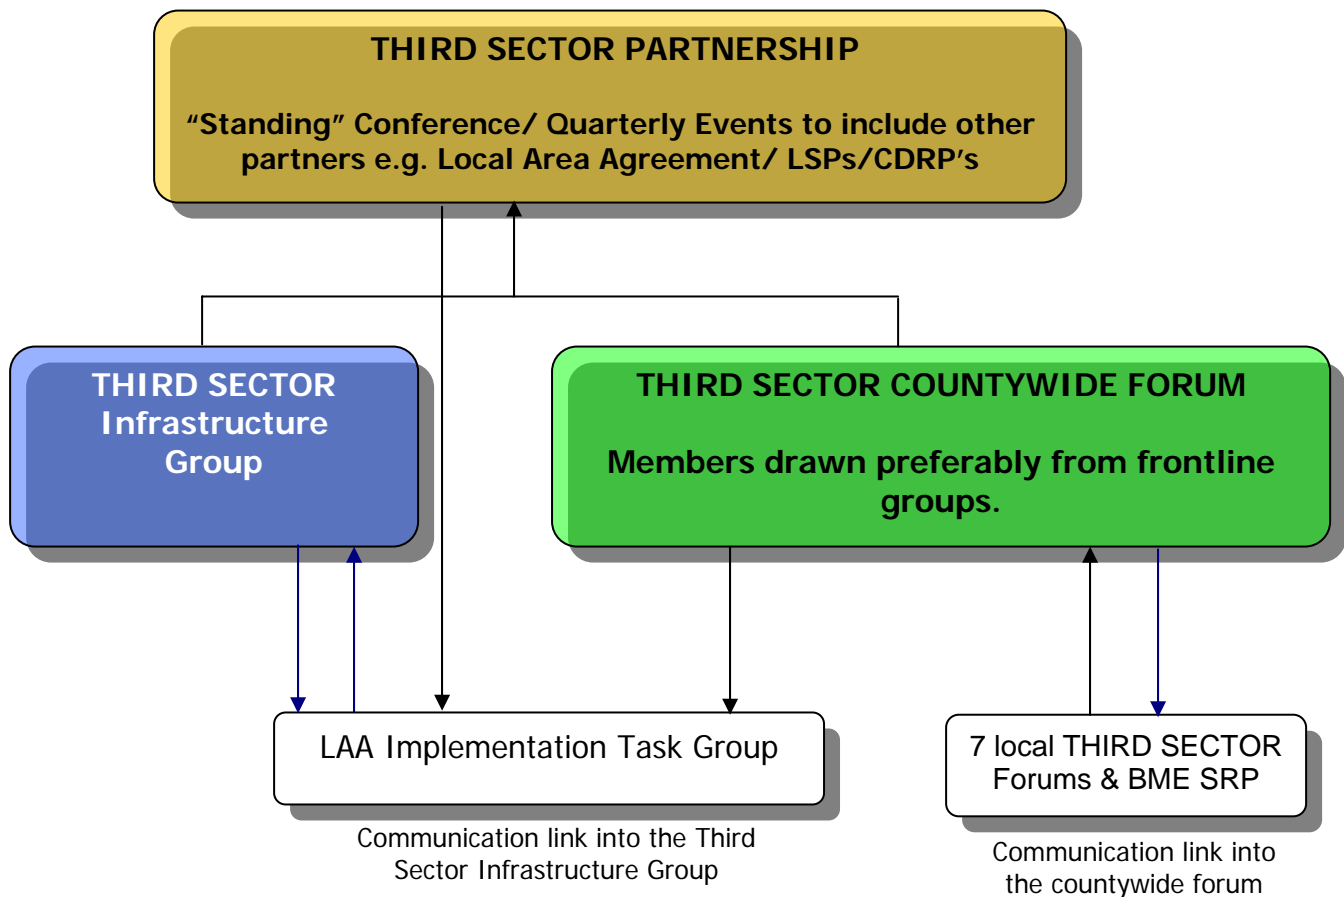 THIRD SECTOR PARTNERSHIP
“Standing” Conference/ Quarterly Events to include other
partners e.g. Local Area Agreement/ LSPs/CDRP’s
THIRD SECTOR
Infrastructure
Group
THIRD SECTOR COUNTYWIDE FORUM
Members drawn preferably from frontline
groups.
LAA Implementation Task Group
Communication link into the Third
Sector Infrastructure Group
7 local THIRD SECTOR
Forums & BME SRP
Communication link into
the countywide forum